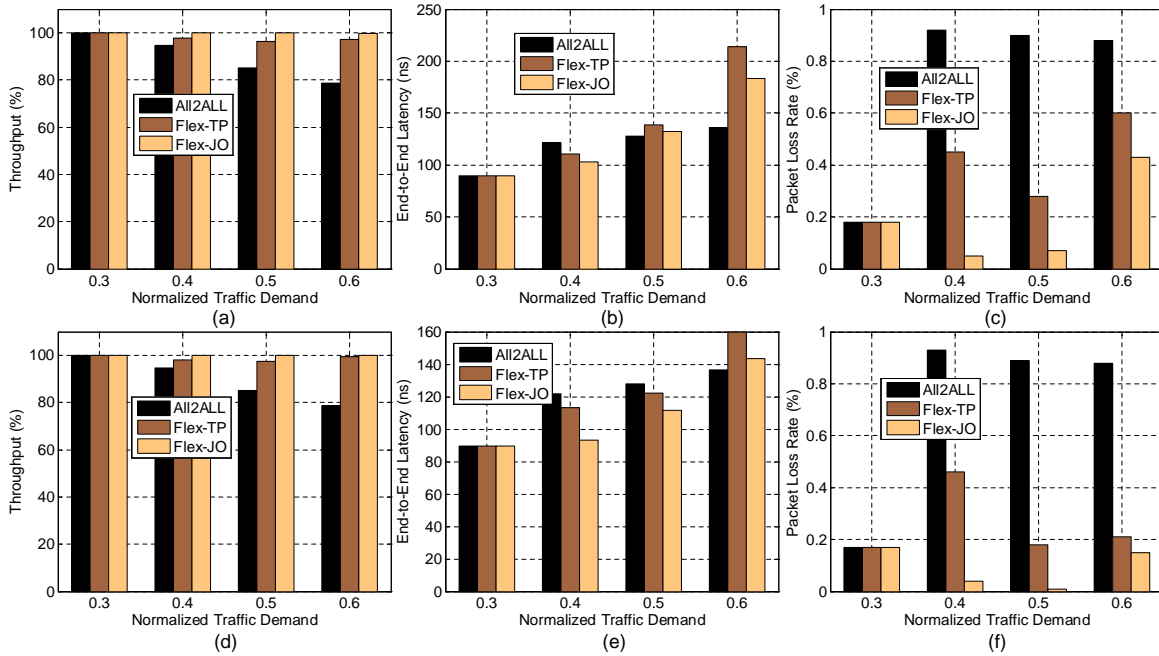 100
80
60
40
20
0
Throughput (%)
All2ALL
Flex-TP
Flex-JO
0.3 0.4 0.5 0.6
Normalized Traffic Demand
(a)
250
200
150
100
50
0
End-to-End Latency (ns)
All2ALL
Flex-TP
Flex-JO
0.3 0.4 0.5 0.6
Normalized Traffic Demand
(b)
1
0.8
0.6
0.4
0.2
0
Packet Loss Rate (%)
All2ALL
Flex-TP
Flex-JO
0.3 0.4 0.5 0.6
Normalized Traffic Demand
(c)
100
80
60
40
20
0
Throughput (%)
All2ALL
Flex-TP
Flex-JO
0.3 0.4 0.5 0.6
Normalized Traffic Demand
(d)
160
140
120
100
80
60
40
20
0
End-to-End Latency (ns)
All2ALL
Flex-TP
Flex-JO
0.3 0.4 0.5 0.6
Normalized Traffic Demand
(e)
1
0.8
0.6
0.4
0.2
0
Packet Loss Rate (%)
All2ALL
Flex-TP
Flex-JO
0.3 0.4 0.5 0.6
Normalized Traffic Demand
(f)